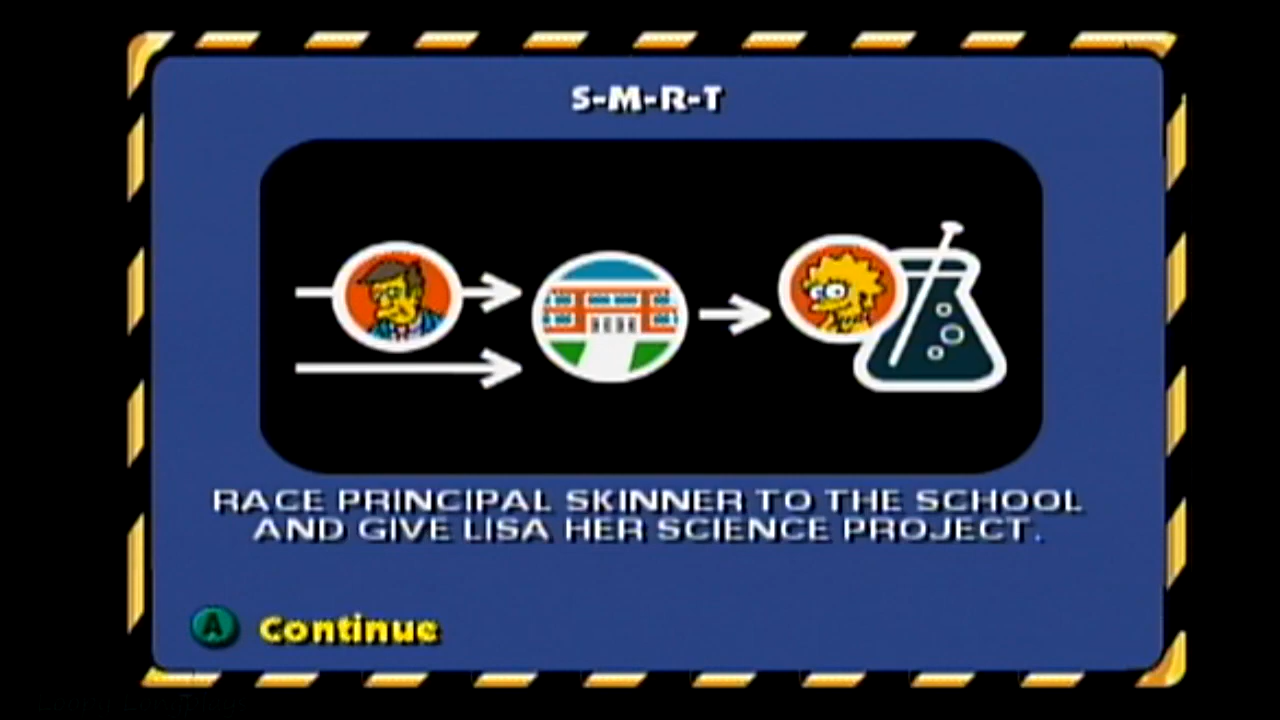 S-M-R-T
RACE PRINCIPAL SKINNER TO THE SCHOOL
AND GIVE LISA HER SCIENCE PROJECT.
A Continue